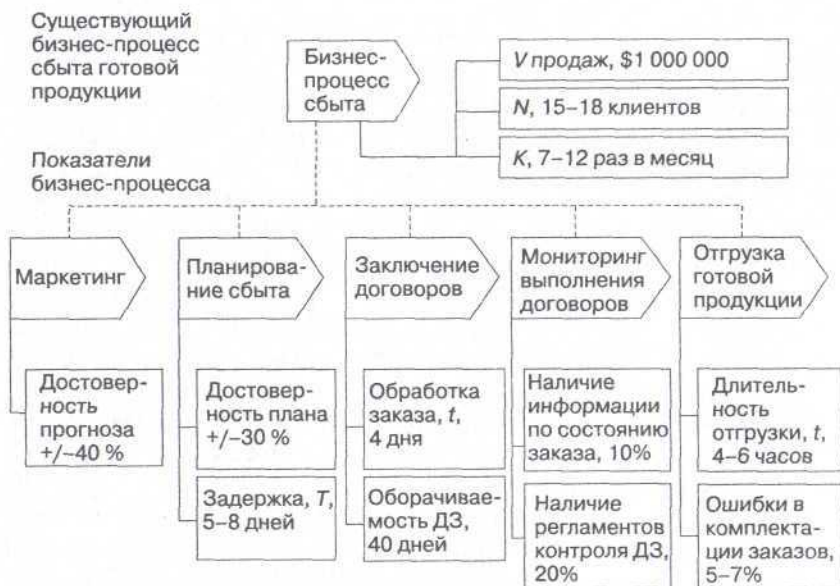 Существующий
бизнес-процесс
сбыта готовой
продукции
Бизнес-
процесс
сбыта
V продаж, $1 000 000
N, 15–18 клиентов
K, 7–12 раз в месяц
Показатели
бизнес-процесса
Маркетинг
Планирова-
ние сбыта
Заключение
договоров
Мониторинг
выполнения
договоров
Отгрузка
готовой
продукции
Достовер-
ность
прогноза
+/–40 %
Достовер-
ность плана
+/–30 %
Задержка, T,
5–8 дней
Обработка
заказа, t,
4 дня
Оборачивае-
мость ДЗ,
40 дней
Наличие
информации
по состоянию
заказа, 10%
Наличие
регламентов
контроля ДЗ,
20%
Длитель-
ность
отгрузки, t,
4–6 часов
Ошибки в
комплекта-
ции заказов,
5–7%